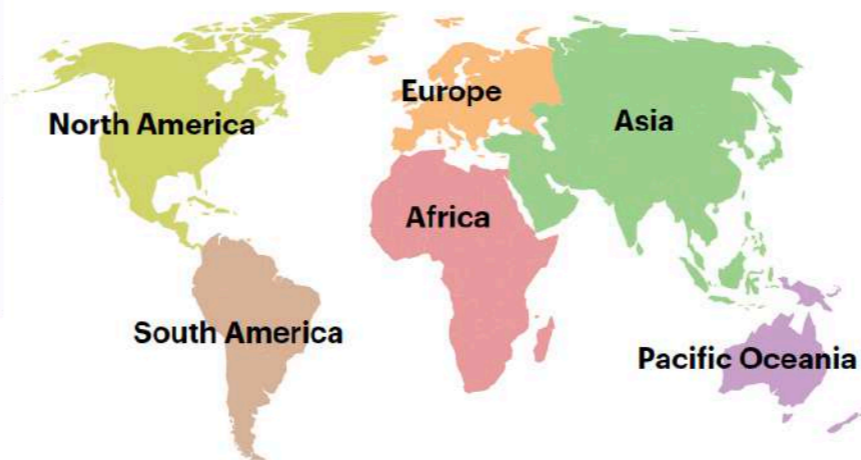 Europe
North America
Asia
Africa
South America
Pacific Oceania